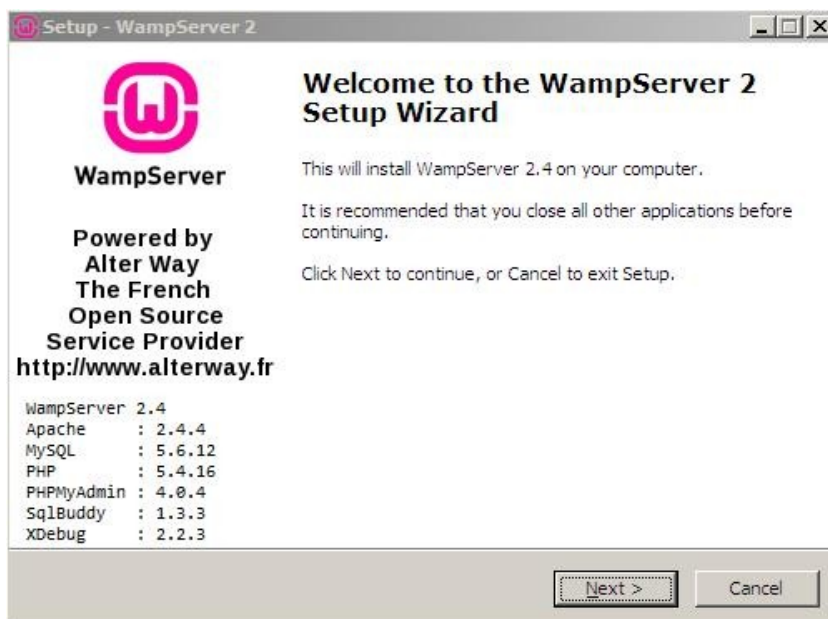 Setup - WampServer 2
WampServer
Powered by
Alter Way
The French
Open Source
Service Provider
http://www.alterway.fr
WampServer 2.4
Apache : 2.4.4
MySQL : 5.6.12
PHP : 5.4.16
PHPMyAdmin : 4.0.4
SqlBuddy : 1.3.3
XDebug : 2.2.3
Welcome to the WampServer 2
Setup Wizard
This will install WampServer 2.4 on your computer.
It is recommended that you close all other applications before
continuing.
Click Next to continue, or Cancel to exit Setup.
Next >
Cancel